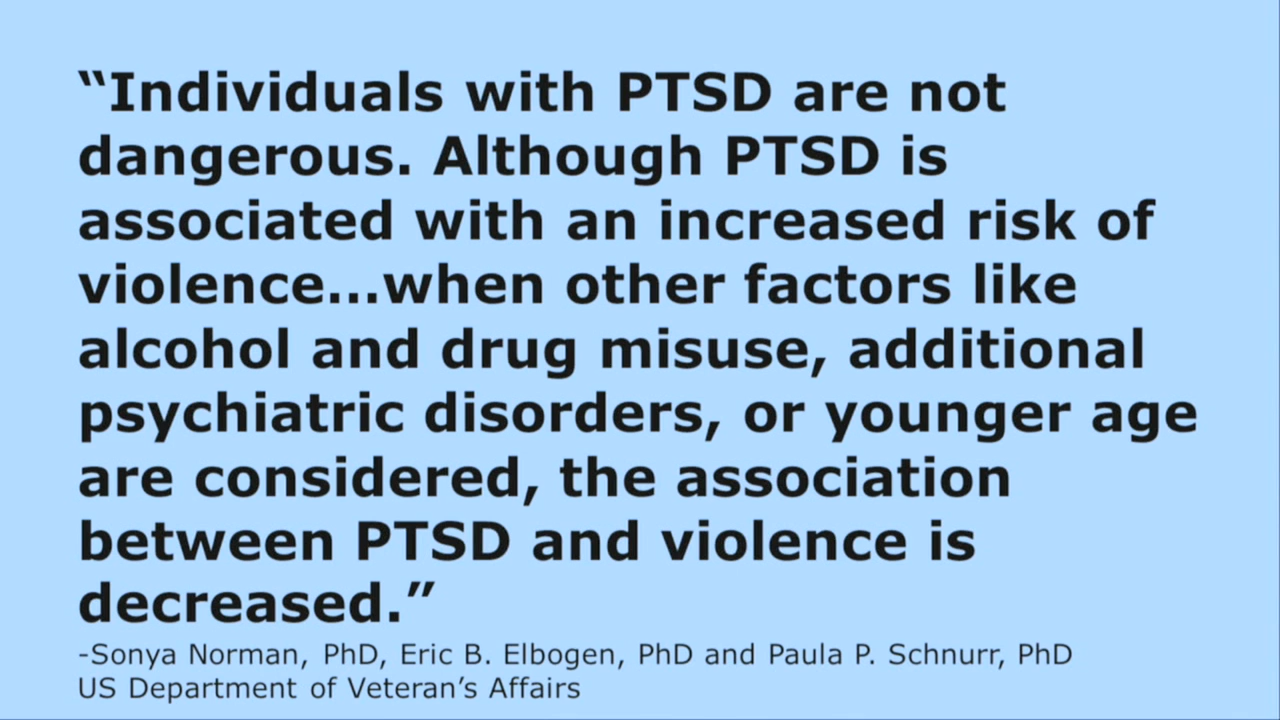 “Individuals with PTSD are not
dangerous. Although PTSD is
associated with an increased risk of
violence...when other factors like
alcohol and drug misuse, additional
psychiatric disorders, or younger age
are considered, the association
between PTSD and violence is
decreased.”
-Sonya Norman, PhD, Eric B. Elbogen, PhD and Paula P. Schnurr, PhD
US Department of Veteran’s Affairs